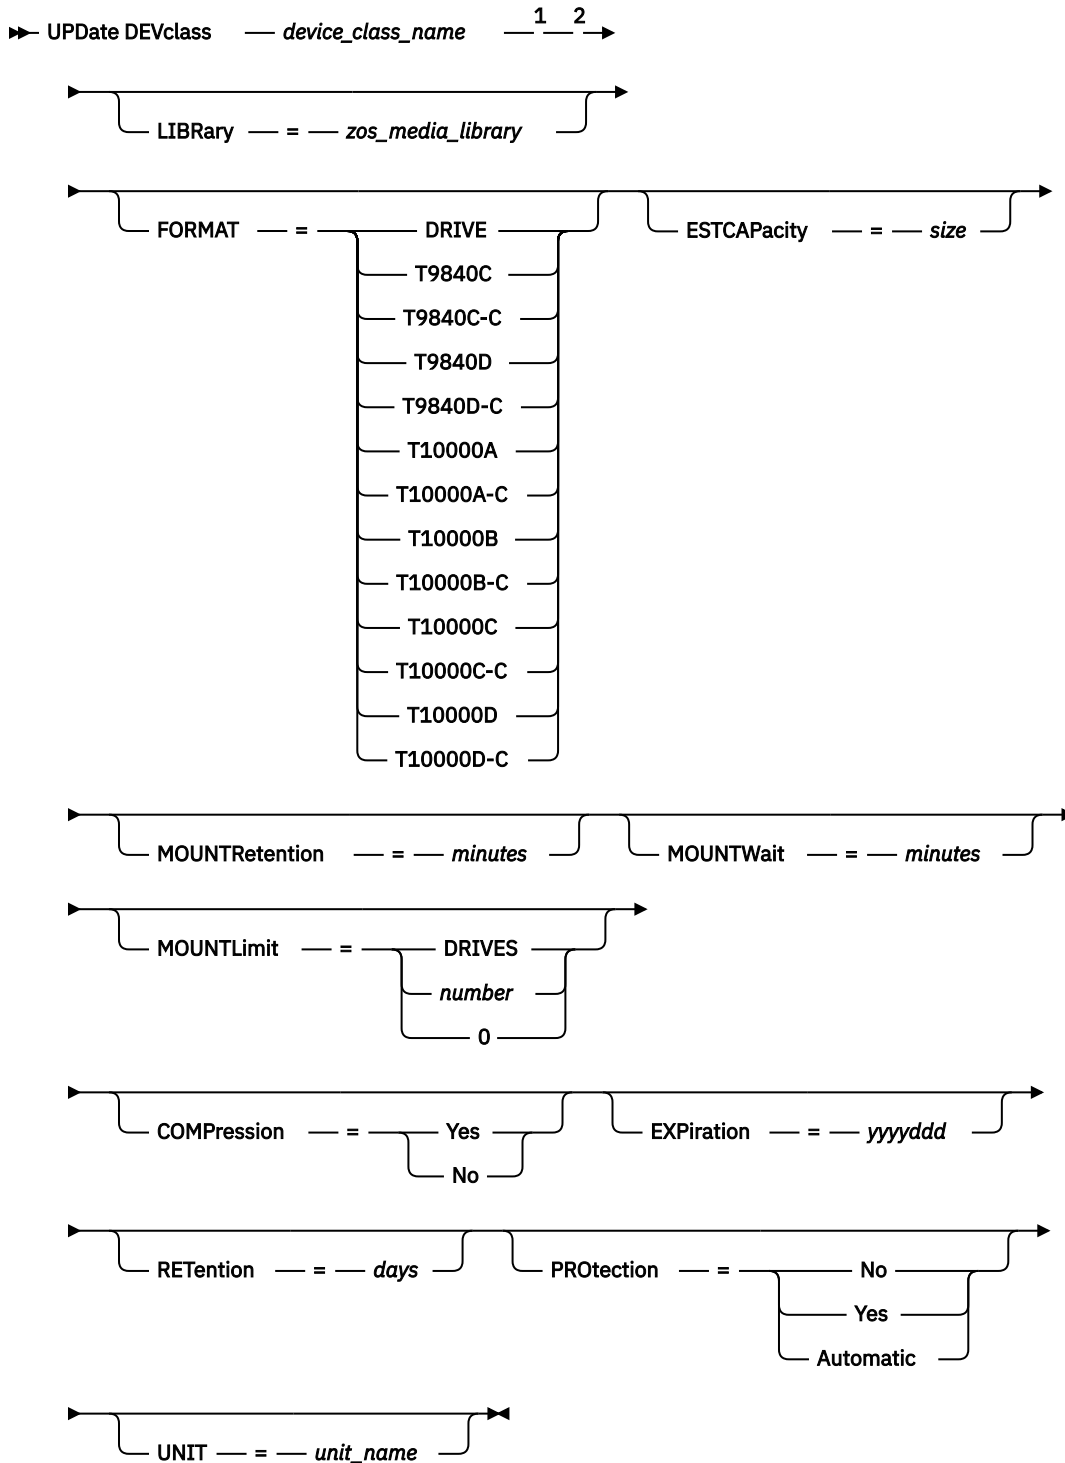 1 2
UPDate DEVclass device_class_name
LIBRary = zos_media_library
FORMAT = DRIVE ESTCAPacity = size
T9840C
T9840C-C
T9840D
T9840D-C
T10000A
T10000A-C
T10000B
T10000B-C
T10000C
T10000C-C
T10000D
T10000D-C
MOUNTRetention = minutes MOUNTWait = minutes
MOUNTLimit = DRIVES
number
0
COMPression = Yes EXPiration = yyyyddd
No
RETention = days PROtection = No
Yes
Automatic
UNIT = unit_name